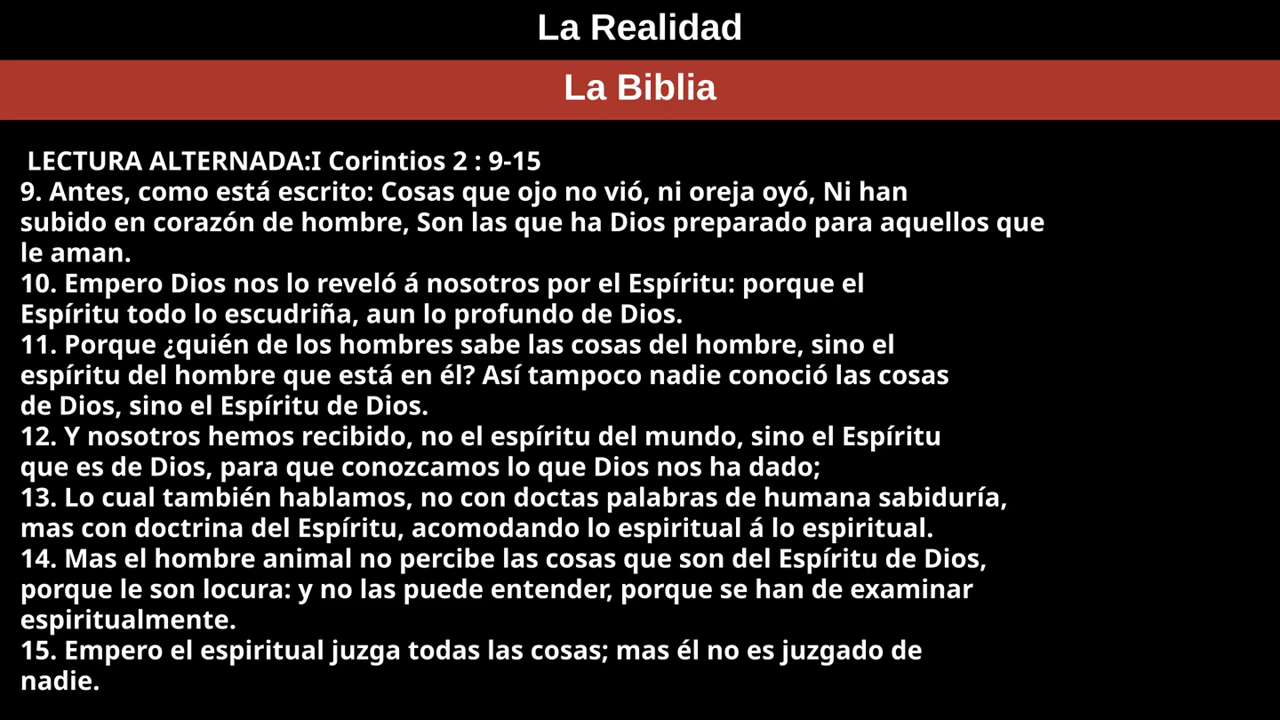 La Realidad
La Biblia
LECTURA ALTERNADA:I Corintios 2 : 9-15
9. Antes, como está escrito: Cosas que ojo no vió, ni oreja oyó, Ni han
subido en corazón de hombre, Son las que ha Dios preparado para aquellos que
le aman.
10. Empero Dios nos lo reveló á nosotros por el Espíritu: porque el
Espíritu todo lo escudriña, aun lo profundo de Dios.
11. Porque ¿quién de los hombres sabe las cosas del hombre, sino el
espíritu del hombre que está en él? Así tampoco nadie conoció las cosas
de Dios, sino el Espíritu de Dios.
12. Y nosotros hemos recibido, no el espíritu del mundo, sino el Espíritu
que es de Dios, para que conozcamos lo que Dios nos ha dado;
13. Lo cual también hablamos, no con doctas palabras de humana sabiduría,
mas con doctrina del Espíritu, acomodando lo espiritual á lo espiritual.
14. Mas el hombre animal no percibe las cosas que son del Espíritu de Dios,
porque le son locura: y no las puede entender, porque se han de examinar
espiritualmente.
15. Empero el espiritual juzga todas las cosas; mas él no es juzgado de
nadie.